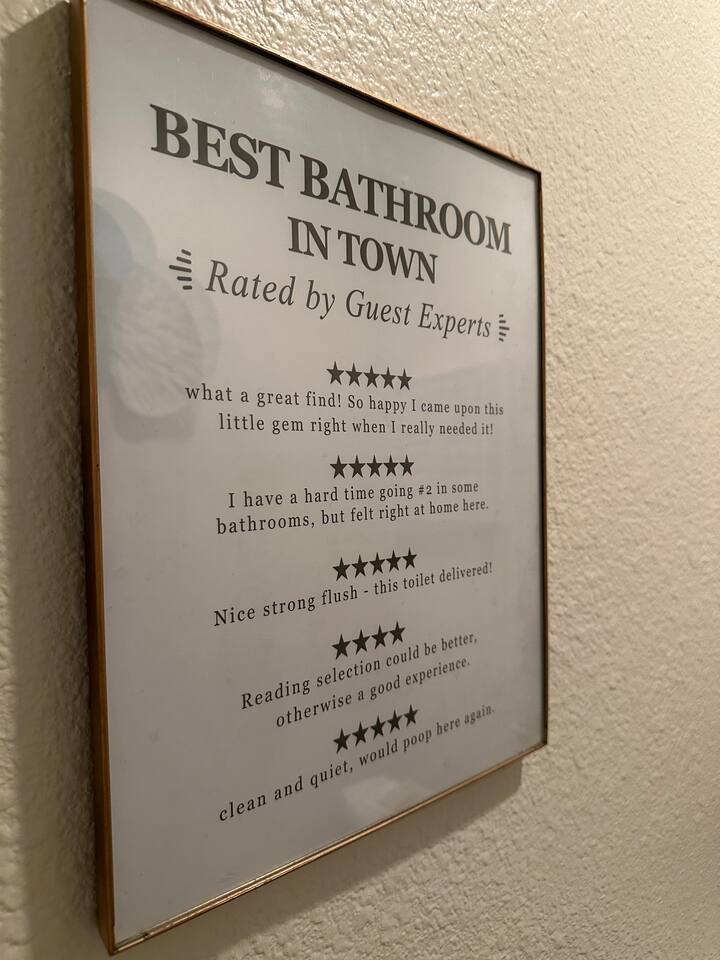 BEST BATHROOM
IN TOWN
Rated by Guest Experts
★★★★★
what a great find! So happy I came upon this
little gem right when I really needed it!
★★★★★
I have a hard time going #2 in some
bathrooms, but felt right at home here.
★★★★★
Nice strong flush - this toilet delivered!
★★★★
Reading selection could be better,
otherwise a good experience.
★★★★★
clean and quiet, would poop here again.